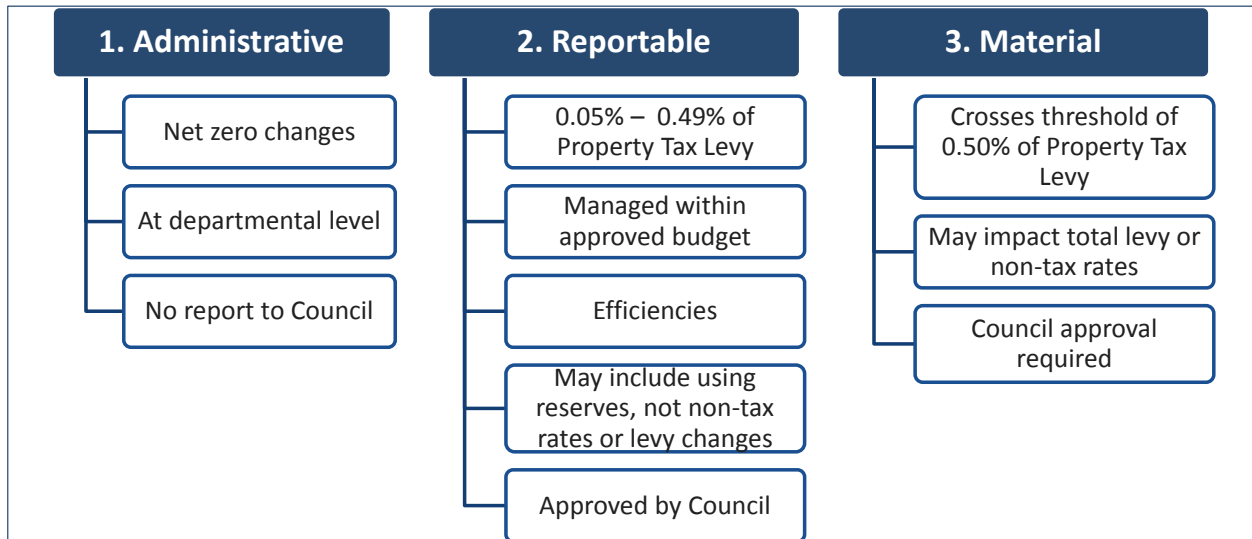 1. Administrative
Net zero changes
At departmental level
No report to Council
2. Reportable
0.05% – 0.49% of
Property Tax Levy
Managed within
approved budget
Efficiencies
May include using
reserves, not non-tax
rates or levy changes
Approved by Council
3. Material
Crosses threshold of
0.50% of Property Tax
Levy
May impact total levy or
non-tax rates
Council approval
required